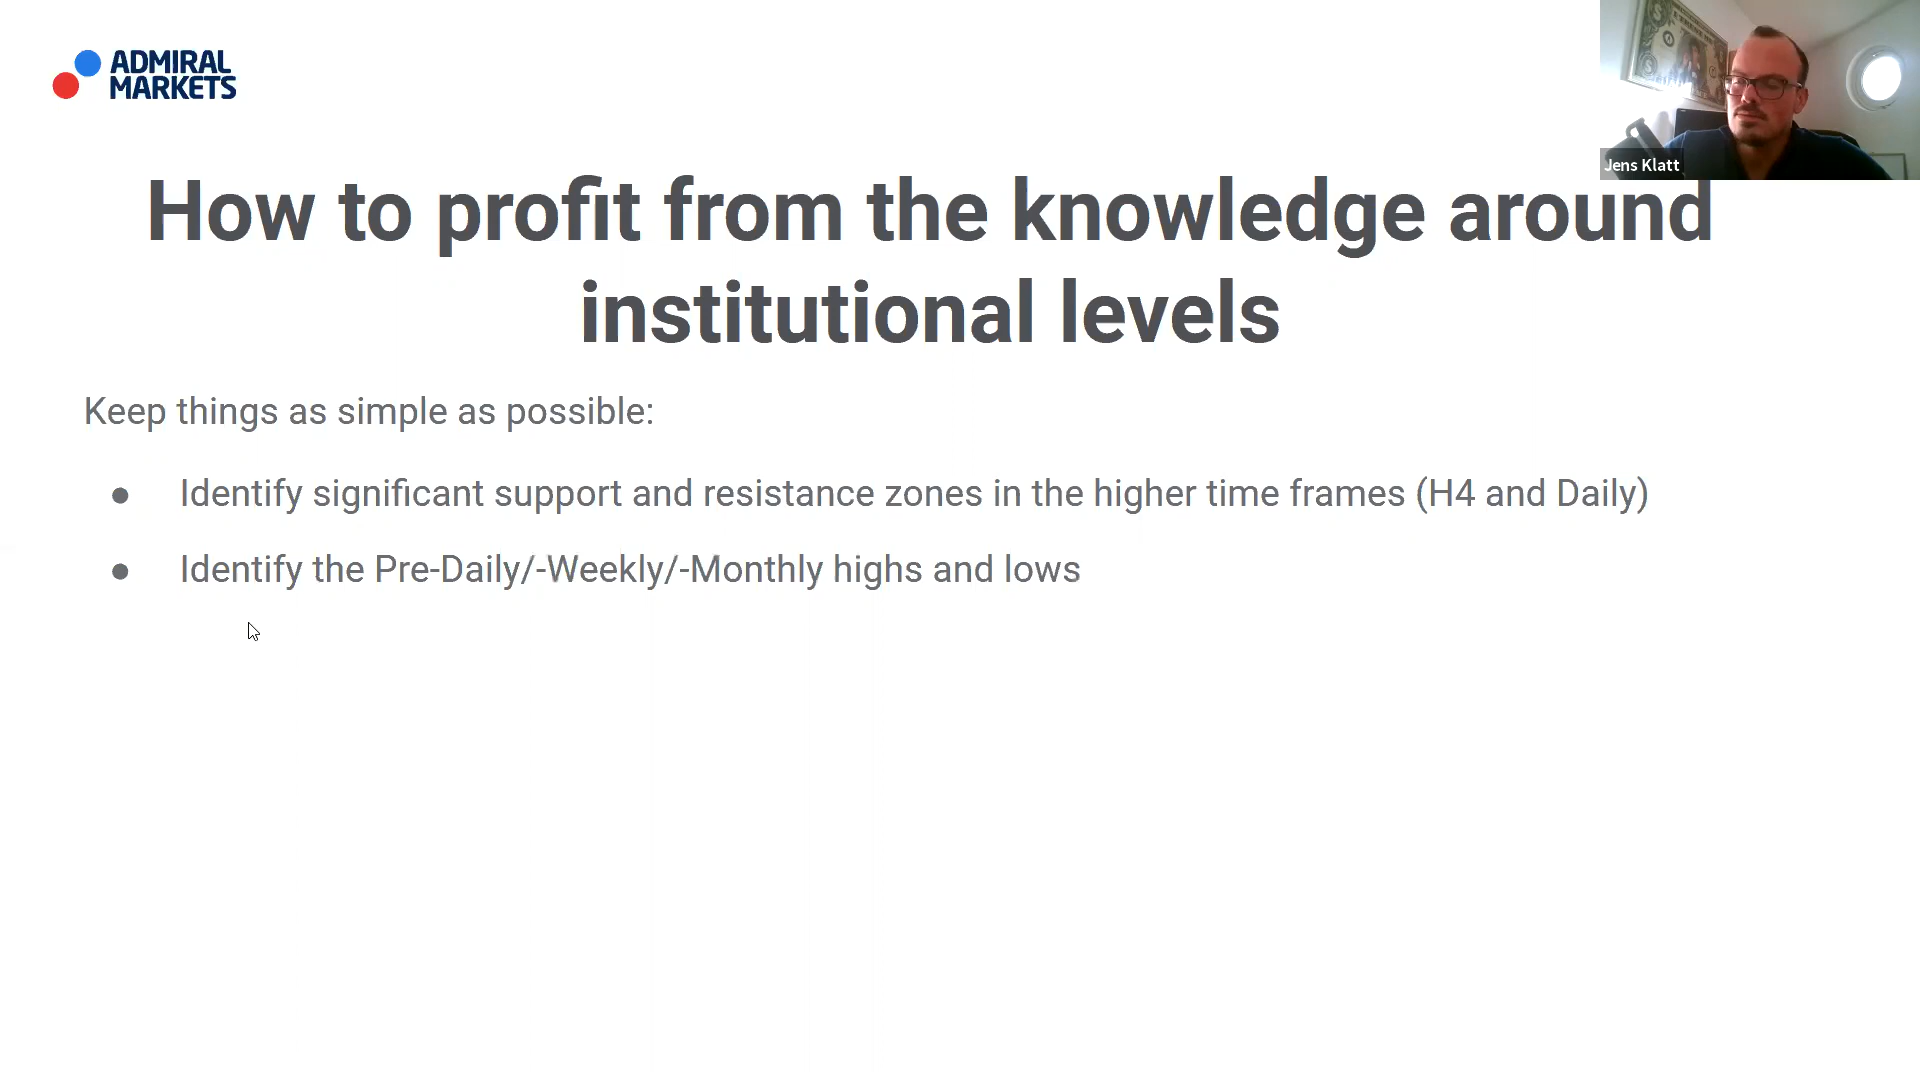 ADMIRAL
MARKETS
Jens Klatt
How to profit from the knowledge around
institutional levels
Keep things as simple as possible:
● Identify significant support and resistance zones in the higher time frames (H4 and Daily)
● Identify the Pre-Daily/-Weekly/-Monthly highs and lows